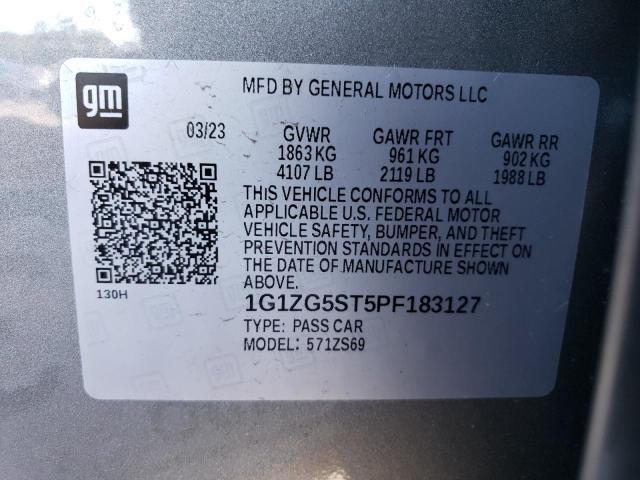 gm
MFD BY GENERAL MOTORS LLC
03/23 GVWR GAWR FRT GAWR RR
1863 KG 961 KG 902 KG
4107 LB 2119 LB 1988 LB
THIS VEHICLE CONFORMS TO ALL
APPLICABLE U.S. FEDERAL MOTOR
VEHICLE SAFETY, BUMPER, AND THEFT
PREVENTION STANDARDS IN EFFECT ON
THE DATE OF MANUFACTURE SHOWN
ABOVE.
130H
1G1ZG5ST5PF183127
TYPE: PASS CAR
MODEL: 571ZS69